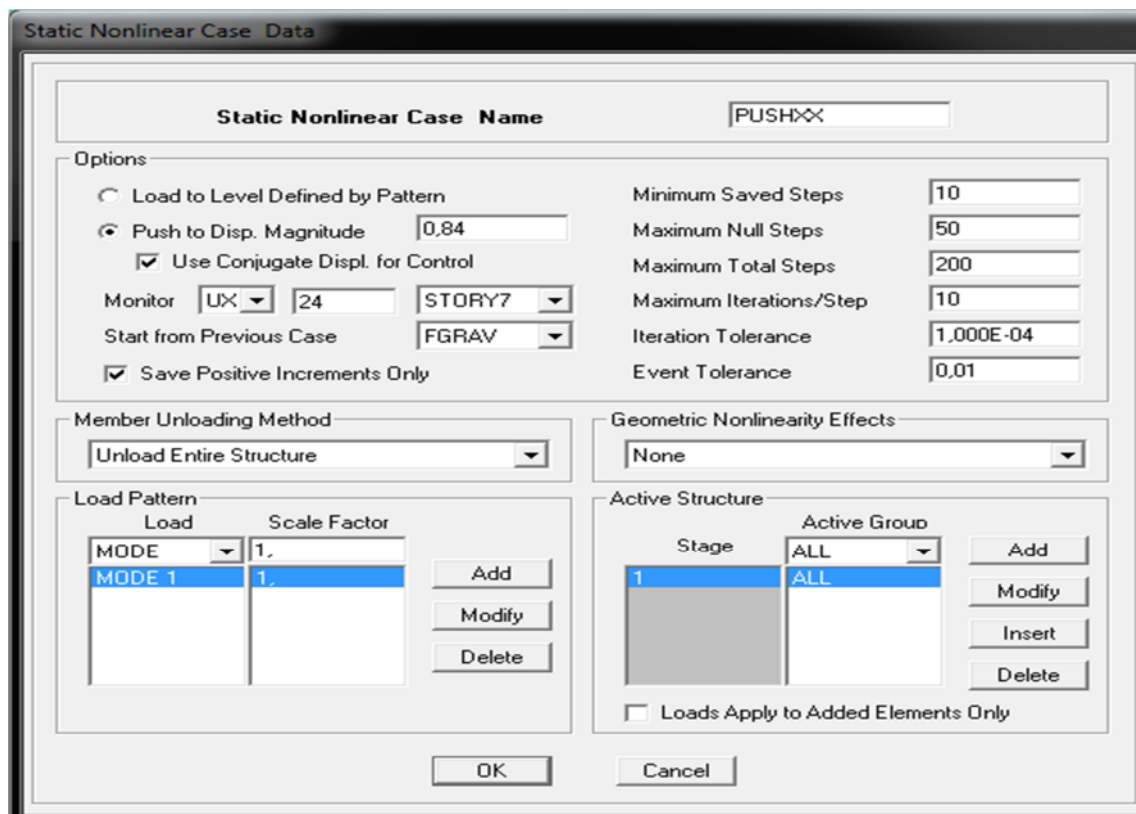 Static Nonlinear Case Data
Static Nonlinear Case Name PUSHXX
Options
Load to Level Defined by Pattern
Push to Disp. Magnitude 0,84
Use Conjugate Displ. for Control
Monitor UX 24 STORY7
Start from Previous Case FGRAV
Save Positive Increments Only
Minimum Saved Steps 10
Maximum Null Steps 50
Maximum Total Steps 200
Maximum Iterations/Step 10
Iteration Tolerance 1,000E-04
Event Tolerance 0,01
Member Unloading Method
Unload Entire Structure
Geometric Nonlinearity Effects
None
Load Pattern
Load Scale Factor
MODE 1,
MODE 1 1,
Add
Modify
Delete
Active Structure
Active Group
Stage ALL
1 ALL
Add
Modify
Insert
Delete
Loads Apply to Added Elements Only
OK Cancel